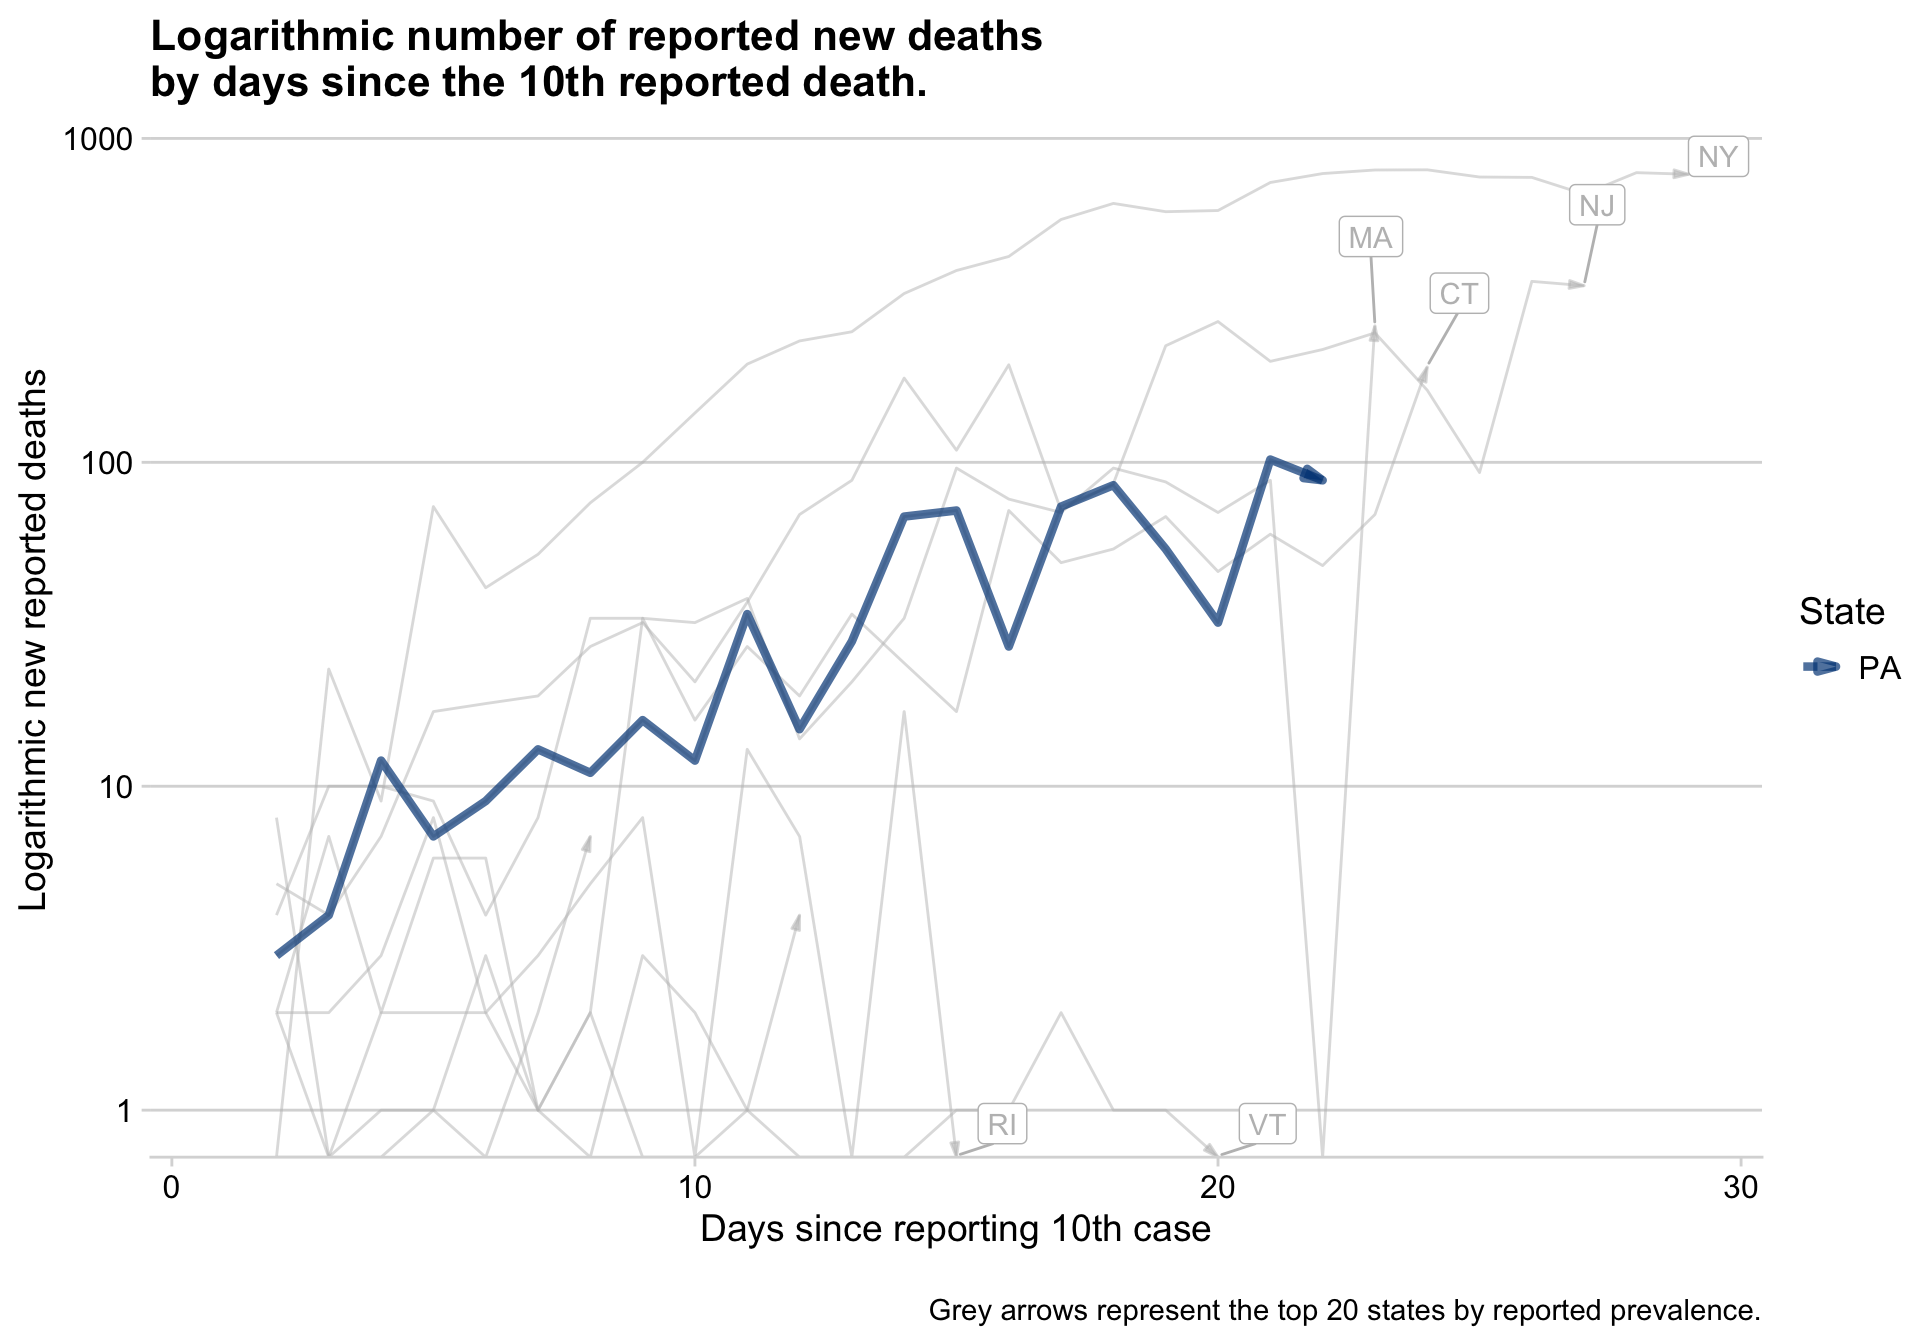 Logarithmic number of reported new deaths
by days since the 10th reported death.
1000
100
10
1
Logarithmic new reported deaths
NY
NJ
MA
CT
RI
VT
State
PA
0
10
20
30
Days since reporting 10th case
Grey arrows represent the top 20 states by reported prevalence.